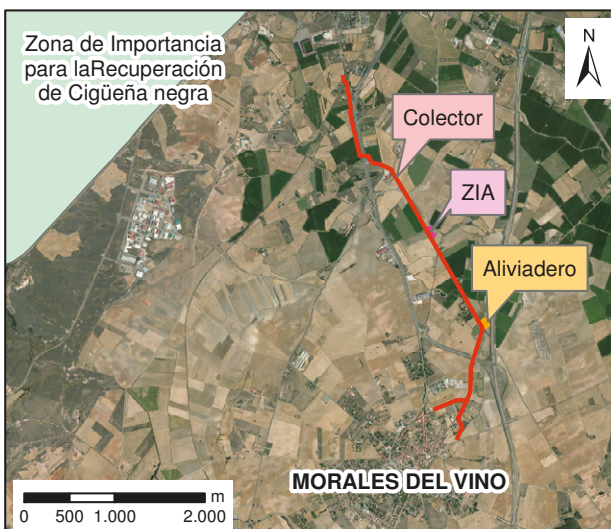 Zona de Importancia
para laRecuperación
de Cigüeña negra
N
Colector
ZIA
Aliviadero
MORALES DEL VINO
m
0 500 1.000 2.000